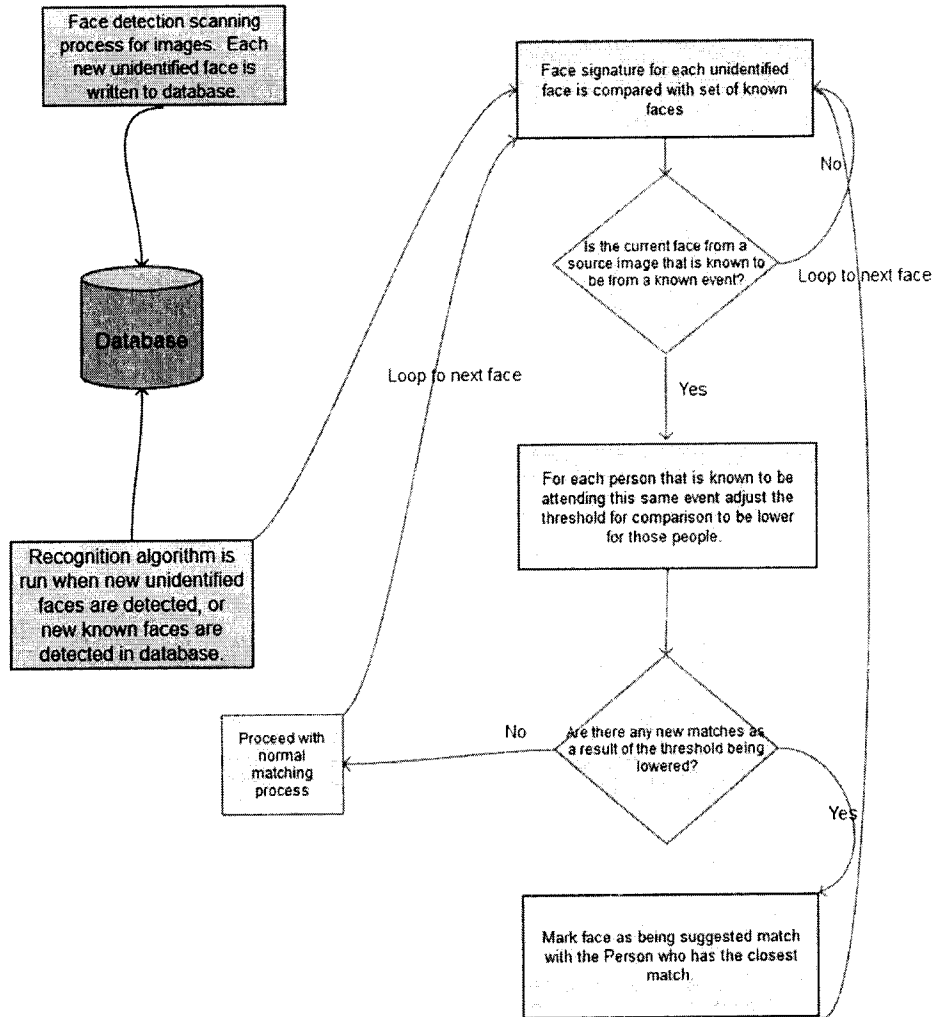 Face detection scanning
process for images.  Each
new unidentified face is
written to database.
Face signature for each unidentified
face is compared with set of known
faces
No
Is the current face from a
source image that is known to
be from a known event?
Loop to next face
Database
Loop to next face
Yes
For each person that is known to be
attending this same event adjust the
threshold for comparison to be lower
for those people.
Recognition algorithm is
run when new unidentified
faces are detected, or
new known faces are
detected in database.
No
Are there any new matches as
a result of the threshold being
lowered?
Proceed with
normal
matching
process
Yes
Mark face as being suggested match
with the Person who has the closest
match.